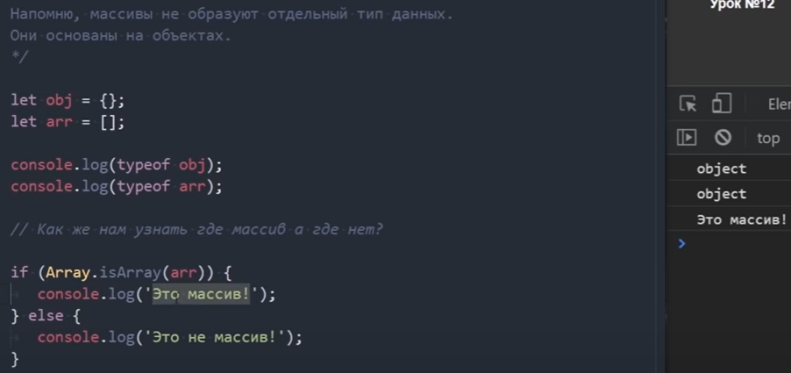 Напомню, массивы не образуют отдельный тип данных.
Они основаны на объектах.
*/
let obj = {};
let arr = [];
console.log(typeof obj);
console.log(typeof arr);
// Как же нам узнать где массив а где нет?
if (Array.isArray(arr)) {
console.log('Это массив!');
} else {
console.log('Это не массив!');
}
Урок №12
Eler
top
object
object
Это массив!